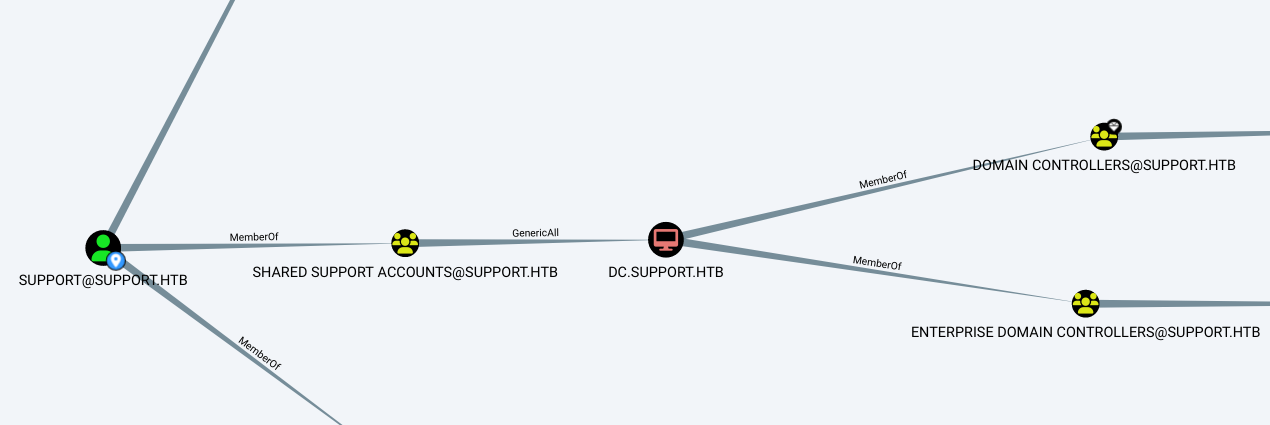 DOMAIN CONTROLLERS@SUPPORT.HTB
MemberOf
MemberOf
GenericAll
SUPPORT@SUPPORT.HTB
SHARED SUPPORT ACCOUNTS@SUPPORT.HTB
DC.SUPPORT.HTB
MemberOf
ENTERPRISE DOMAIN CONTROLLERS@SUPPORT.HTB
MemberOf